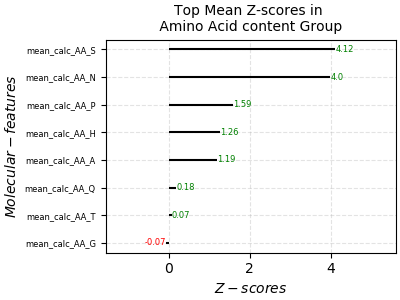 Top Mean Z-scores in
Amino Acid content Group
mean_calc_AA_S
4.12
mean_calc_AA_N
4.0
mean_calc_AA_P
1.59
mean_calc_AA_H
1.26
mean_calc_AA_A
1.19
mean_calc_AA_Q
0.18
mean_calc_AA_T
0.07
mean_calc_AA_G
-0.07
Molecular − features
0 2 4
Z − scores